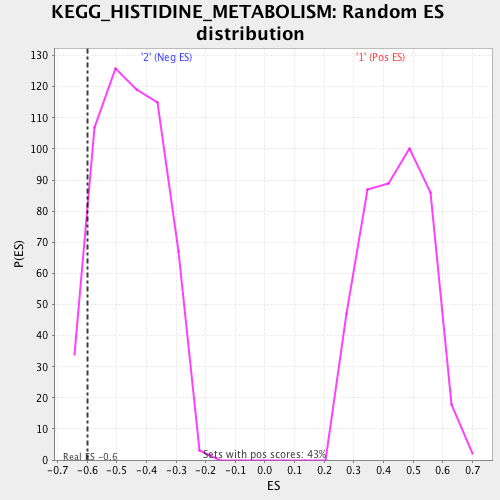 KEGG_HISTIDINE_METABOLISM: Random ES
distribution
'2' (Neg ES)
'1' (Pos ES)
130
120
110
100
90
80
70
60
50
40
30
20
10
0
P(ES)
Real ES -0.6
Sets with pos scores: 43%
-0.7 -0.6 -0.5 -0.4 -0.3 -0.2 -0.1 0.0 0.1 0.2 0.3 0.4 0.5 0.6 0.7
ES